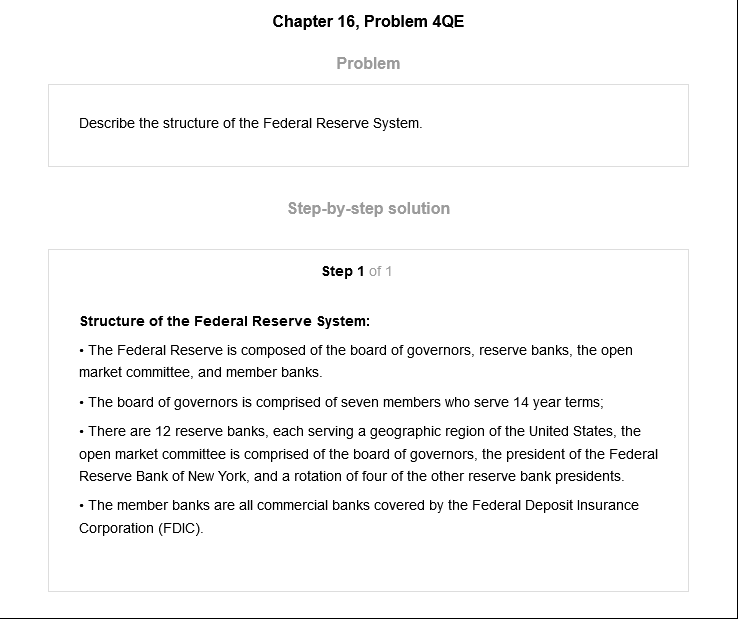 Chapter 16, Problem 4QE
Problem
Describe the structure of the Federal Reserve System.
Step-by-step solution
Step 1 of 1
Structure of the Federal Reserve System:
• The Federal Reserve is composed of the board of governors, reserve banks, the open
market committee, and member banks.
• The board of governors is comprised of seven members who serve 14 year terms;
• There are 12 reserve banks, each serving a geographic region of the United States, the
open market committee is comprised of the board of governors, the president of the Federal
Reserve Bank of New York, and a rotation of four of the other reserve bank presidents.
• The member banks are all commercial banks covered by the Federal Deposit Insurance
Corporation (FDIC).